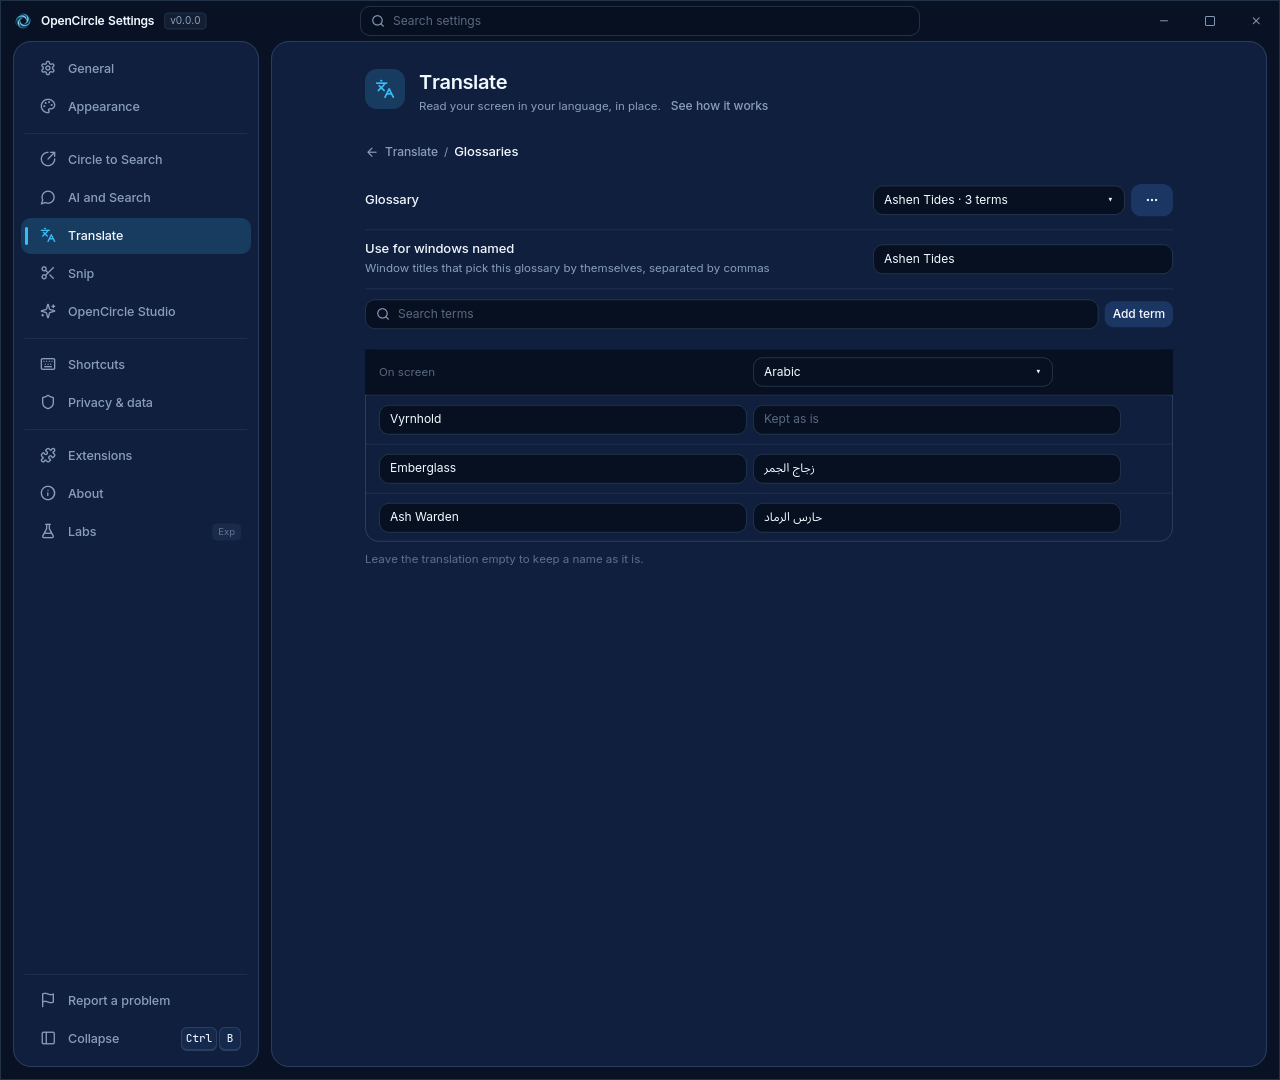 OpenCircle Settings
v0.0.0
Search settings
General
Appearance
Circle to Search
AI and Search
Translate
Snip
OpenCircle Studio
Shortcuts
Privacy & data
Extensions
About
Labs
Exp
Report a problem
Collapse
Ctrl B
Translate
Read your screen in your language, in place. See how it works
Translate / Glossaries
Glossary
Ashen Tides · 3 terms
Use for windows named
Window titles that pick this glossary by themselves, separated by commas
Ashen Tides
Search terms
Add term
On screen
Arabic
Vyrnhold
Kept as is
Emberglass
زجاج الجمر
Ash Warden
حارس الرماد
Leave the translation empty to keep a name as it is.